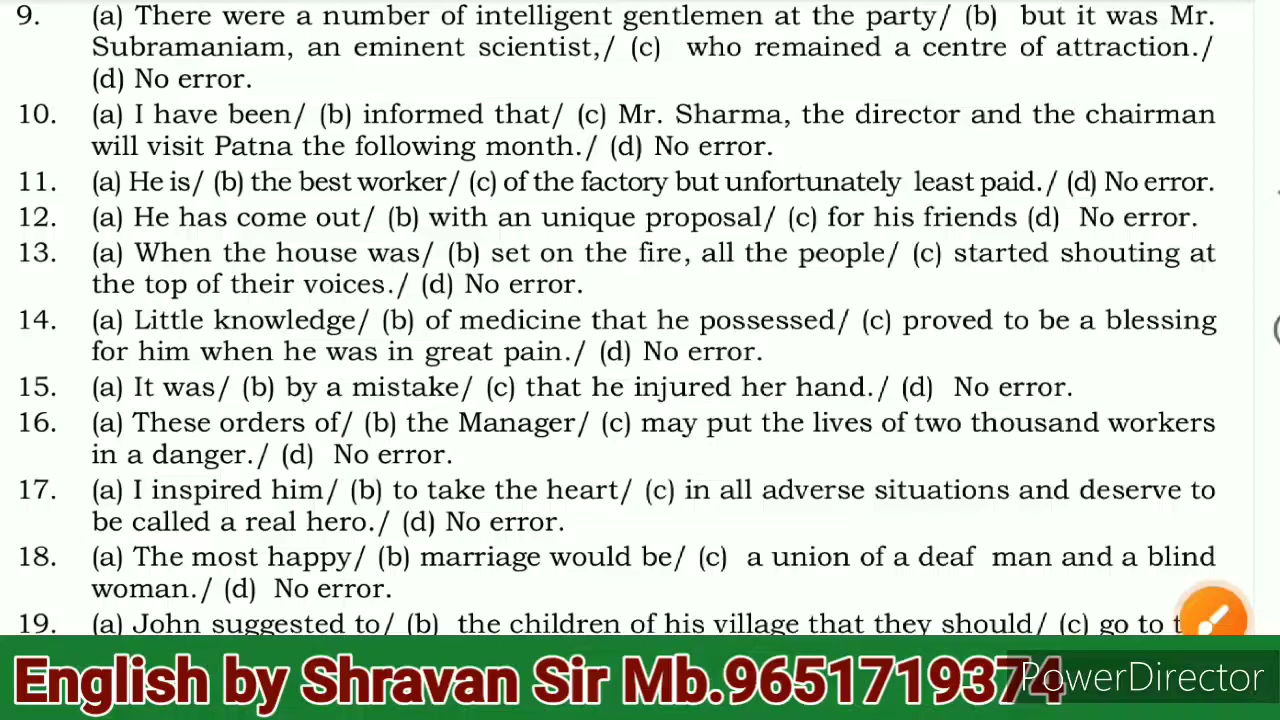 9. (a) There were a number of intelligent gentlemen at the party/ (b) but it was Mr.
Subramaniam, an eminent scientist,/ (c) who remained a centre of attraction./
(d) No error.
10. (a) I have been/ (b) informed that/ (c) Mr. Sharma, the director and the chairman
will visit Patna the following month./ (d) No error.
11. (a) He is/ (b) the best worker/ (c) of the factory but unfortunately least paid./ (d) No error.
12. (a) He has come out/ (b) with an unique proposal/ (c) for his friends (d) No error.
13. (a) When the house was/ (b) set on the fire, all the people/ (c) started shouting at
the top of their voices./ (d) No error.
14. (a) Little knowledge/ (b) of medicine that he possessed/ (c) proved to be a blessing
for him when he was in great pain./ (d) No error.
15. (a) It was/ (b) by a mistake/ (c) that he injured her hand./ (d) No error.
16. (a) These orders of/ (b) the Manager/ (c) may put the lives of two thousand workers
in a danger./ (d) No error.
17. (a) I inspired him/ (b) to take the heart/ (c) in all adverse situations and deserve to
be called a real hero./ (d) No error.
18. (a) The most happy/ (b) marriage would be/ (c) a union of a deaf man and a blind
woman./ (d) No error.
19. (a) John suggested to/ (b) the children of his village that they should/ (c) go to
English by Shravan Sir Mb.9651719374
PowerDirector